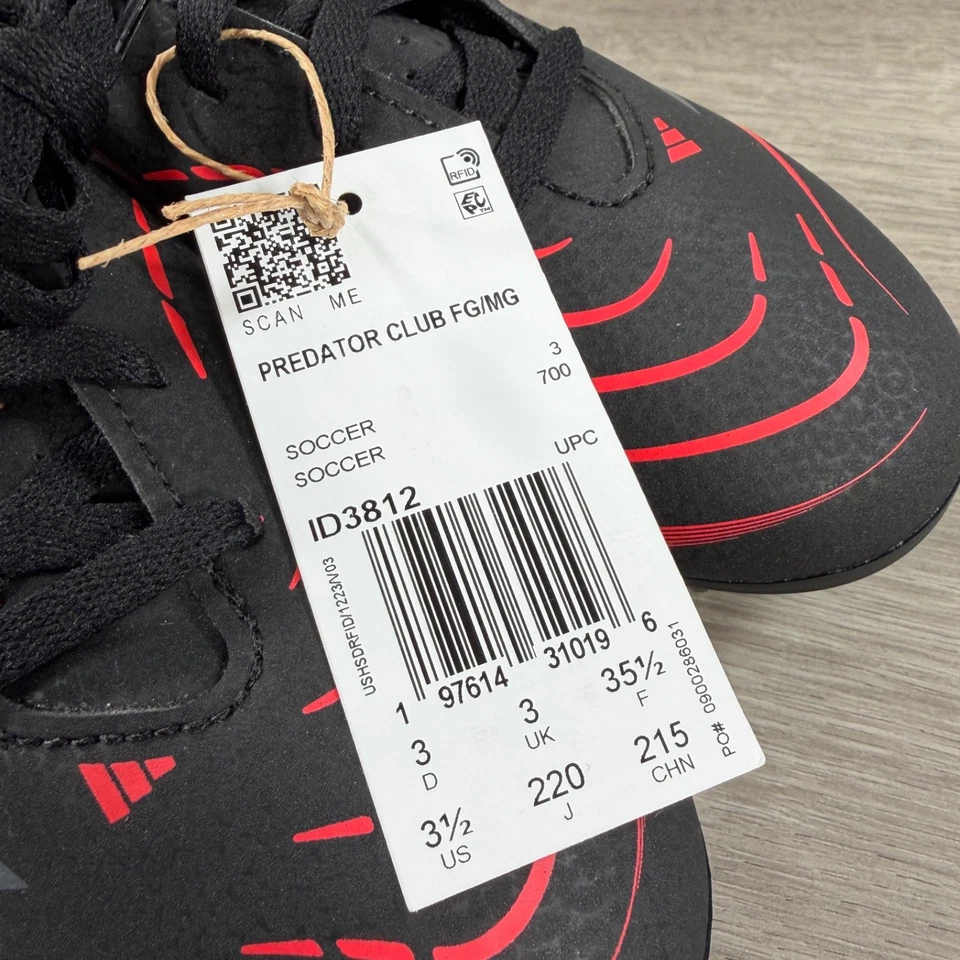 RFID
EPC™
SCAN ME
PREDATOR CLUB FG/MG
3
700
SOCCER
SOCCER
UPC
ID3812
USHSDRFID/1223/V03
1 97614 31019 6
PO# 0900286031
3 3 35½
D UK F
3½ 220 215
US J CHN